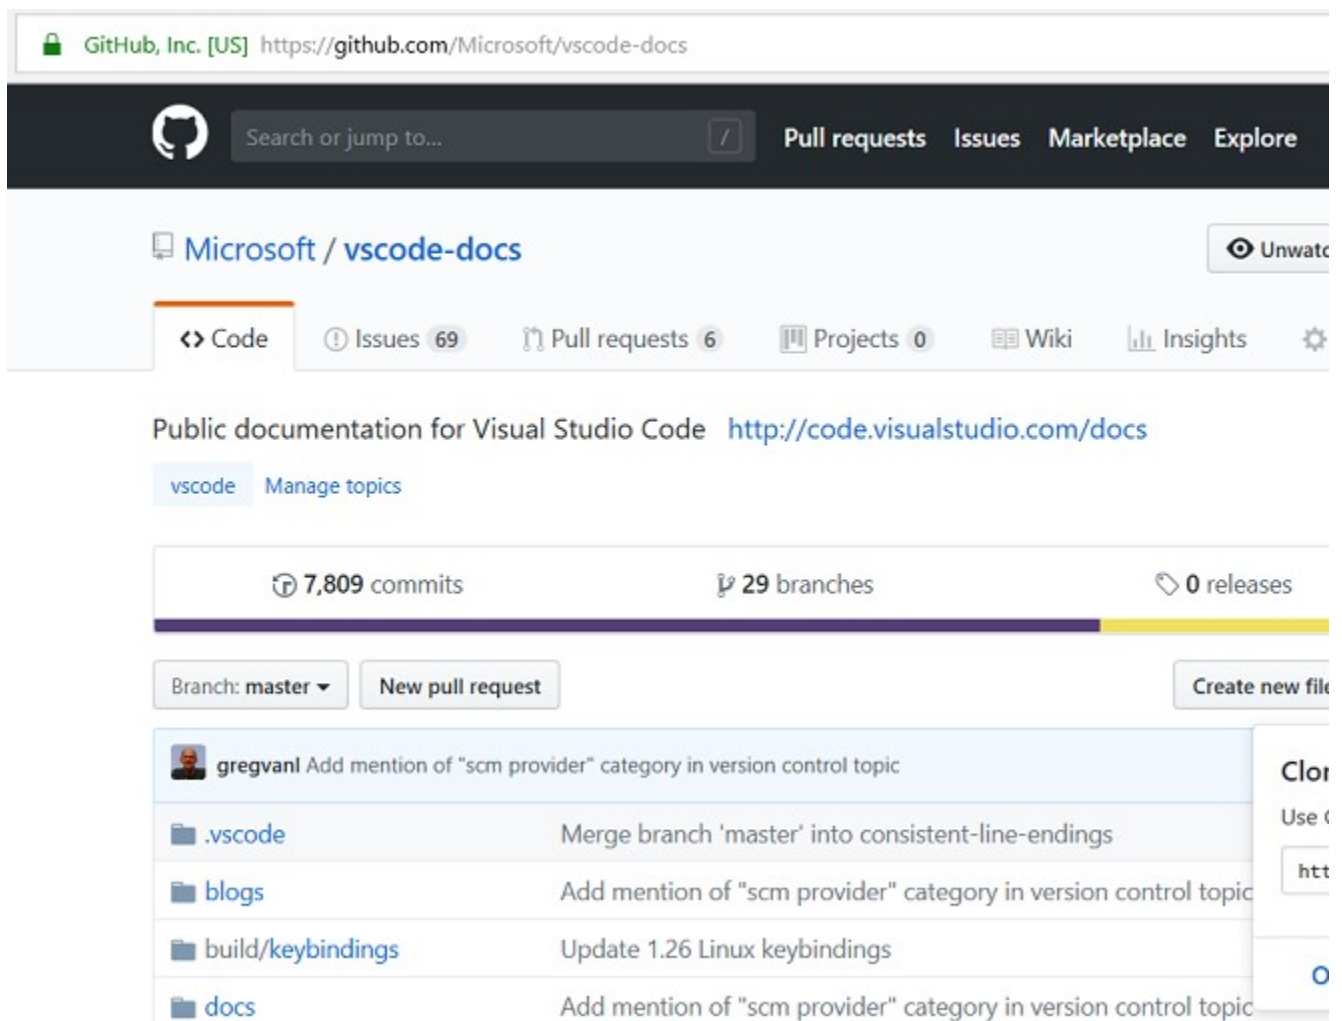 GitHub, Inc. [US] https://github.com/Microsoft/vscode-docs
Search or jump to... /
Pull requests Issues Marketplace Explore
Microsoft / vscode-docs
Code Issues 69 Pull requests 6 Projects 0 Wiki Insights
Public documentation for Visual Studio Code http://code.visualstudio.com/docs
vscode Manage topics
7,809 commits 29 branches 0 releases
Branch: master New pull request Create new file
gregvanl Add mention of "scm provider" category in version control topic
.vscode Merge branch 'master' into consistent-line-endings
Use
blogs Add mention of "scm provider" category in version control topic
htt
build/keybindings Update 1.26 Linux keybindings
docs Add mention of "scm provider" category in version control topic